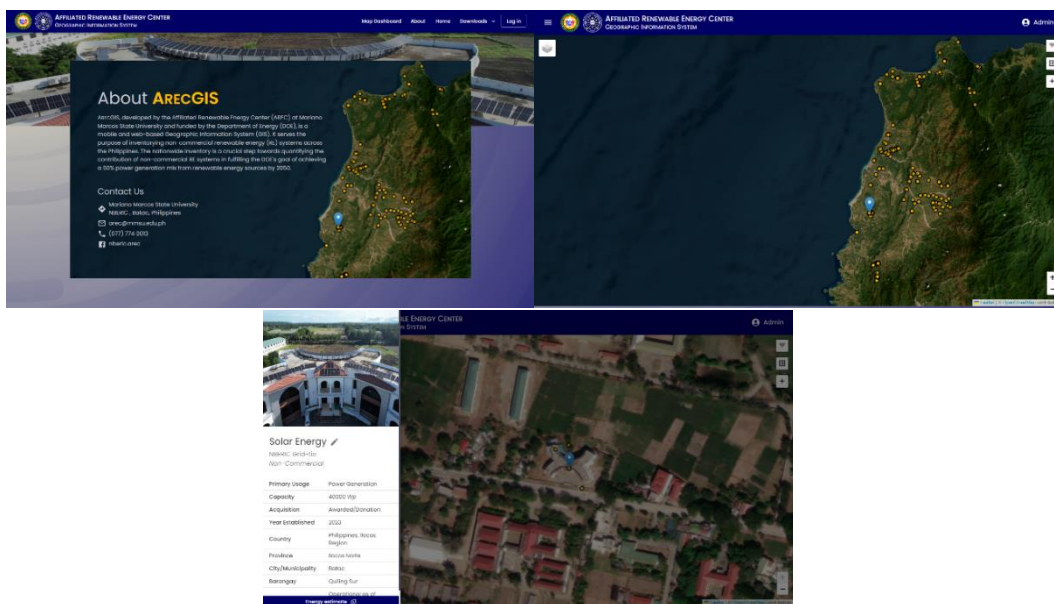 AFFILIATED RENEWABLE ENERGY CENTER
GEOGRAPHIC INFORMATION SYSTEM
Map Dashboard About Home Downloads Log in
About ARECGIS
ArecGIS, developed by the Affiliated Renewable Energy Center (AREC) at Mariano
Marcos State University and funded by the Department of Energy (DOE), is a
mobile and web-based Geographic Information System (GIS). It serves the
purpose of inventorying non-commercial renewable energy (RE) systems across
the Philippines. The nationwide inventory is a crucial step towards quantifying the
contribution of non-commercial RE systems in fulfilling the DOE's goal of achieving
a 50% power generation mix from renewable energy sources by 2050.
Contact Us
Mariano Marcos State University
NBERIC, Batac, Philippines
arec@mmsu.edu.ph
(077) 774 2013
nberic.arec
AFFILIATED RENEWABLE ENERGY CENTER
GEOGRAPHIC INFORMATION SYSTEM
Admin
BLE ENERGY CENTER
N SYSTEM
Admin
Solar Energy
NBERIC Grid-tie
Non-Commercial
Primary Usage Power Generation
Capacity 40000 Wp
Acquisition Awarded/Donation
Year Established
Country Philippines, Ilocos
Region
Province Ilocos Norte
City/Municipality Batac
Barangay Quiling Sur
Operational as of
Energy estimate